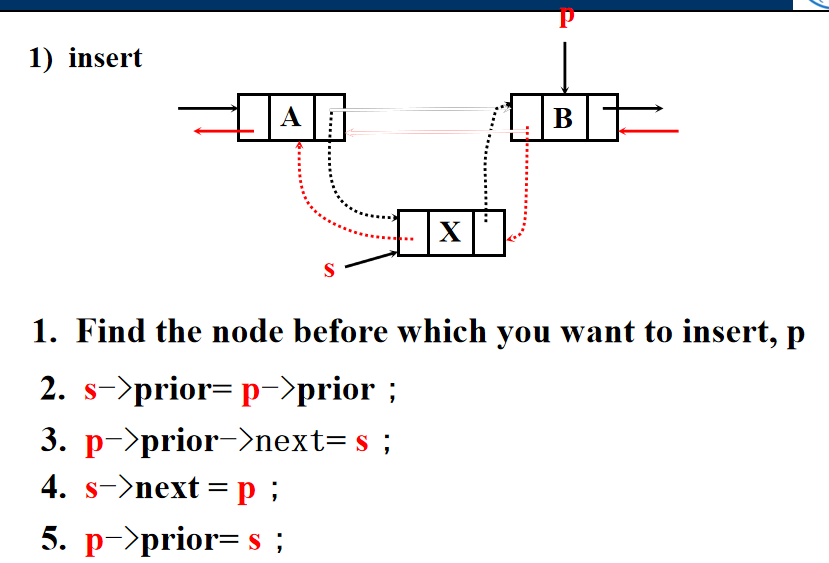 p
1) insert
A
B
X
s
1. Find the node before which you want to insert, p
2. s->prior= p->prior ;
3. p->prior->next= s ;
4. s->next = p ;
5. p->prior= s ;